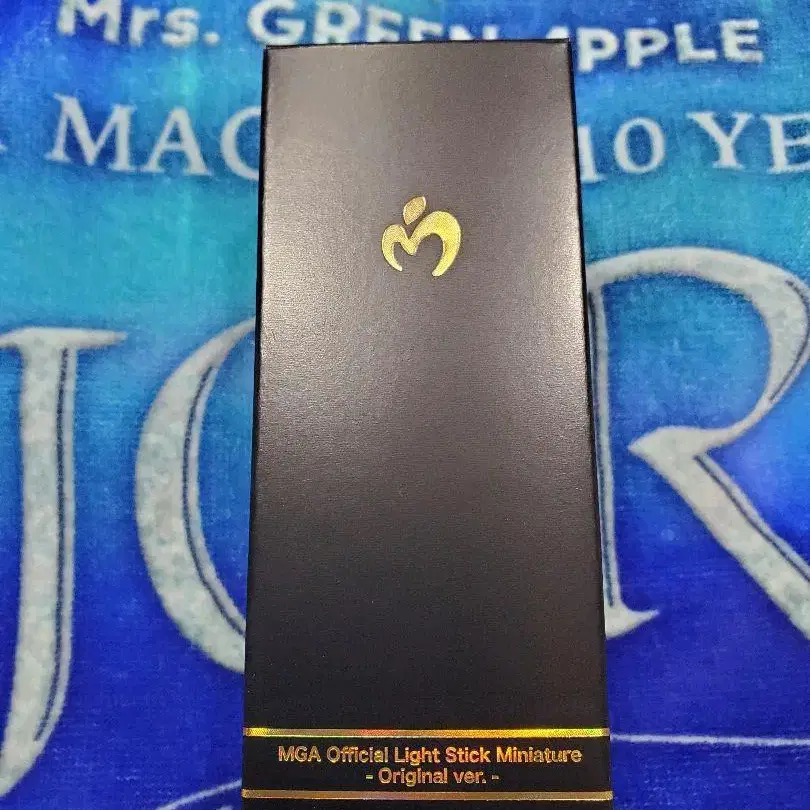 Mrs. GREEN APPLE
MAG 10 YE
JOR
MGA Official Light Stick Miniature
- Original ver. -